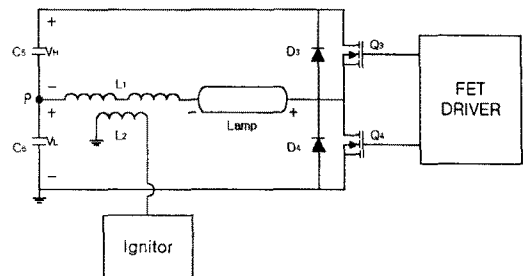 +
C5
VH
D3
Q3
−
L1
P
+
−
Lamp
+
FET
DRIVER
C6
VL
L2
D4
Q4
−
Ignitor